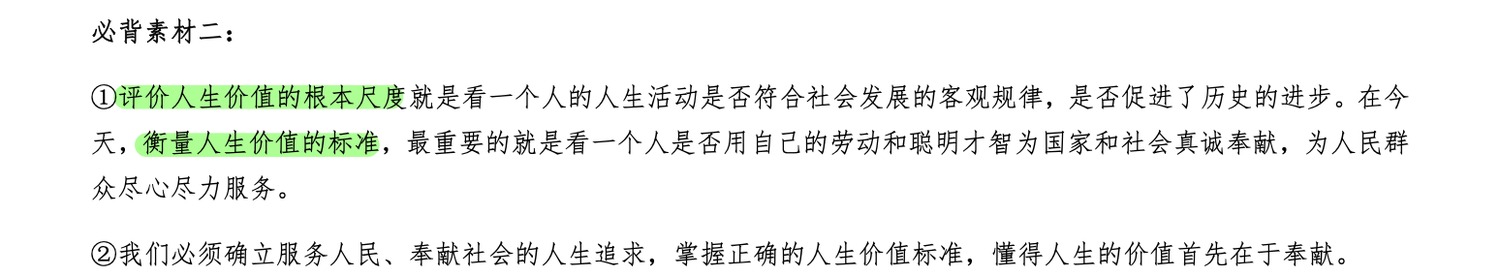 必背素材二：
①评价人生价值的根本尺度就是看一个人的人生活动是否符合社会发展的客观规律，是否促进了历史的进步。在今
天，衡量人生价值的标准，最重要的就是看一个人是否用自己的劳动和聪明才智为国家和社会真诚奉献，为人民群
众尽心尽力服务。
②我们必须确立服务人民、奉献社会的人生追求，掌握正确的人生价值标准，懂得人生的价值首先在于奉献。